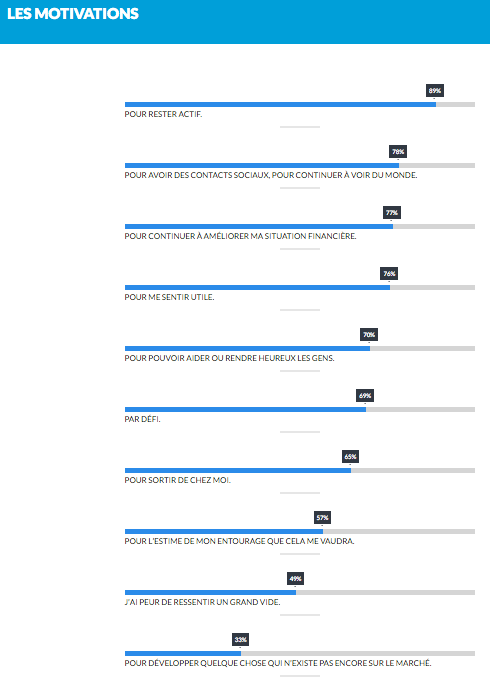 LES MOTIVATIONS
89%
POUR RESTER ACTIF.
78%
POUR AVOIR DES CONTACTS SOCIAUX, POUR CONTINUER À VOIR DU MONDE.
77%
POUR CONTINUER À AMÉLIORER MA SITUATION FINANCIÈRE.
76%
POUR ME SENTIR UTILE.
70%
POUR POUVOIR AIDER OU RENDRE HEUREUX LES GENS.
69%
PAR DÉFI.
65%
POUR SORTIR DE CHEZ MOI.
57%
POUR L'ESTIME DE MON ENTOURAGE QUE CELA ME VAUDRA.
49%
J'AI PEUR DE RESSENTIR UN GRAND VIDE.
33%
POUR DÉVELOPPER QUELQUE CHOSE QUI N'EXISTE PAS ENCORE SUR LE MARCHÉ.